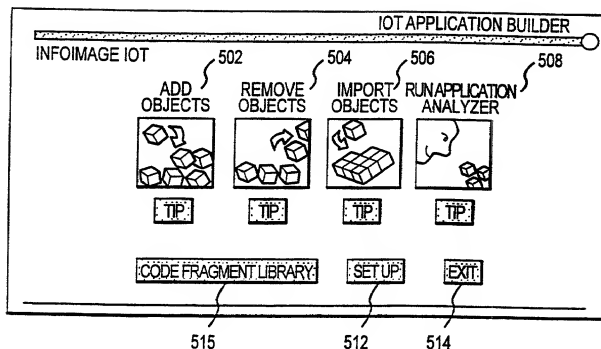 IOT APPLICATION BUILDER
INFOIMAGE IOT
502
504
506
508
ADD OBJECTS
REMOVE OBJECTS
IMPORT OBJECTS
RUN APPLICATION ANALYZER
TIP
TIP
TIP
TIP
CODE FRAGMENT LIBRARY
SET UP
EXIT
515
512
514